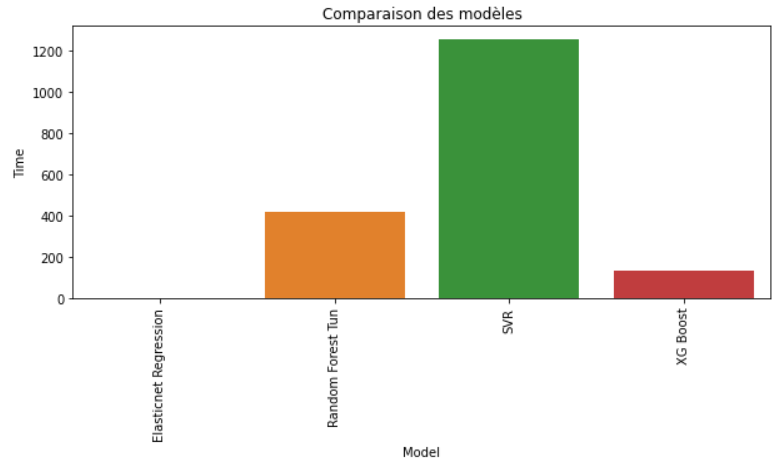 Comparaison des modèles
Time
1200
1000
800
600
400
200
0
Elasticnet Regression
Random Forest Tun
SVR
XG Boost
Model